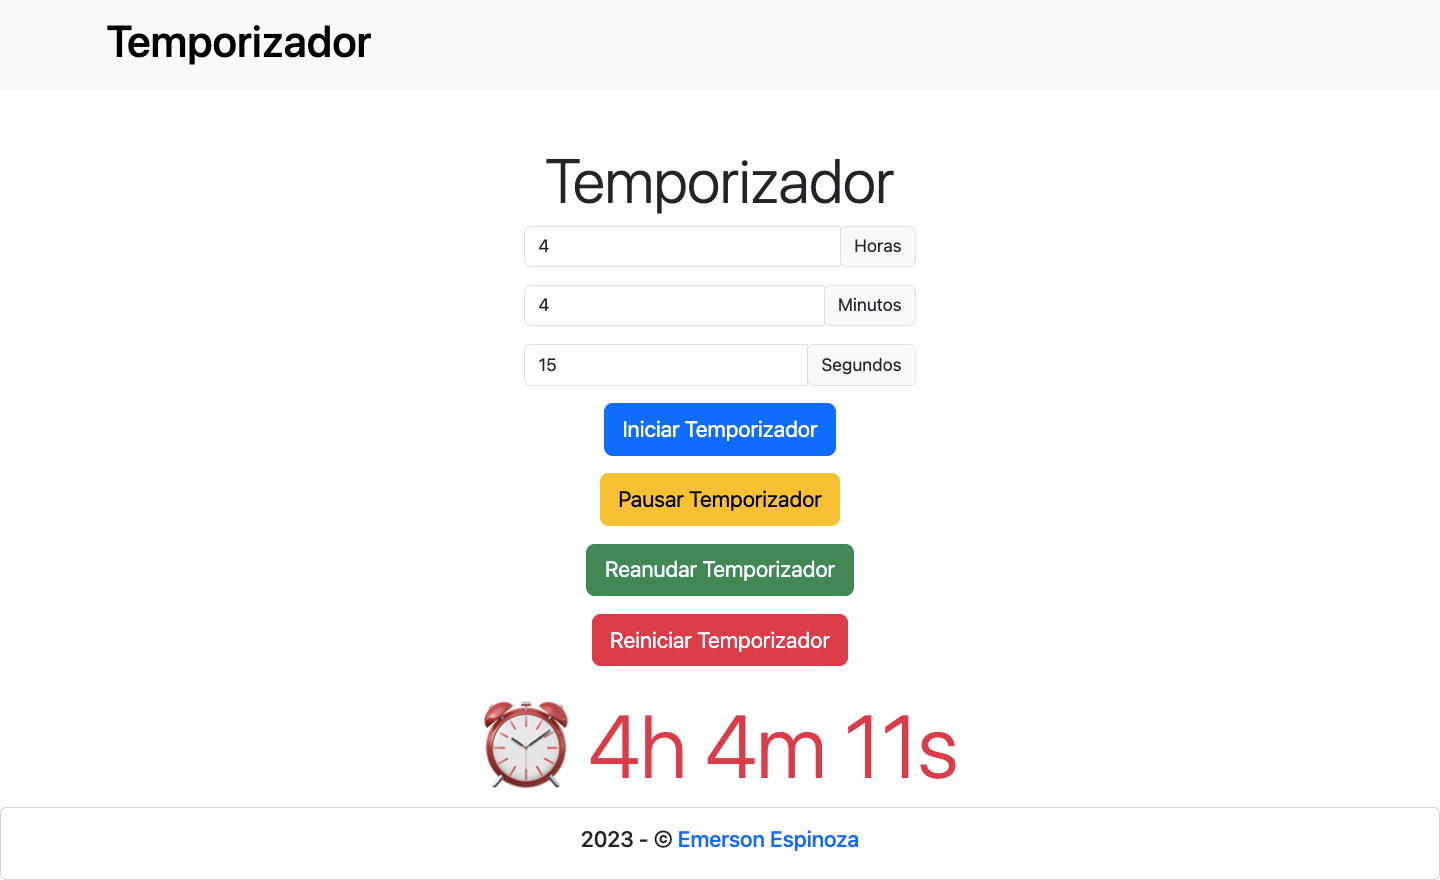 Temporizador
Temporizador
4 Horas
4 Minutos
15 Segundos
Iniciar Temporizador
Pausar Temporizador
Reanudar Temporizador
Reiniciar Temporizador
⏰ 4h 4m 11s
2023 - © Emerson Espinoza